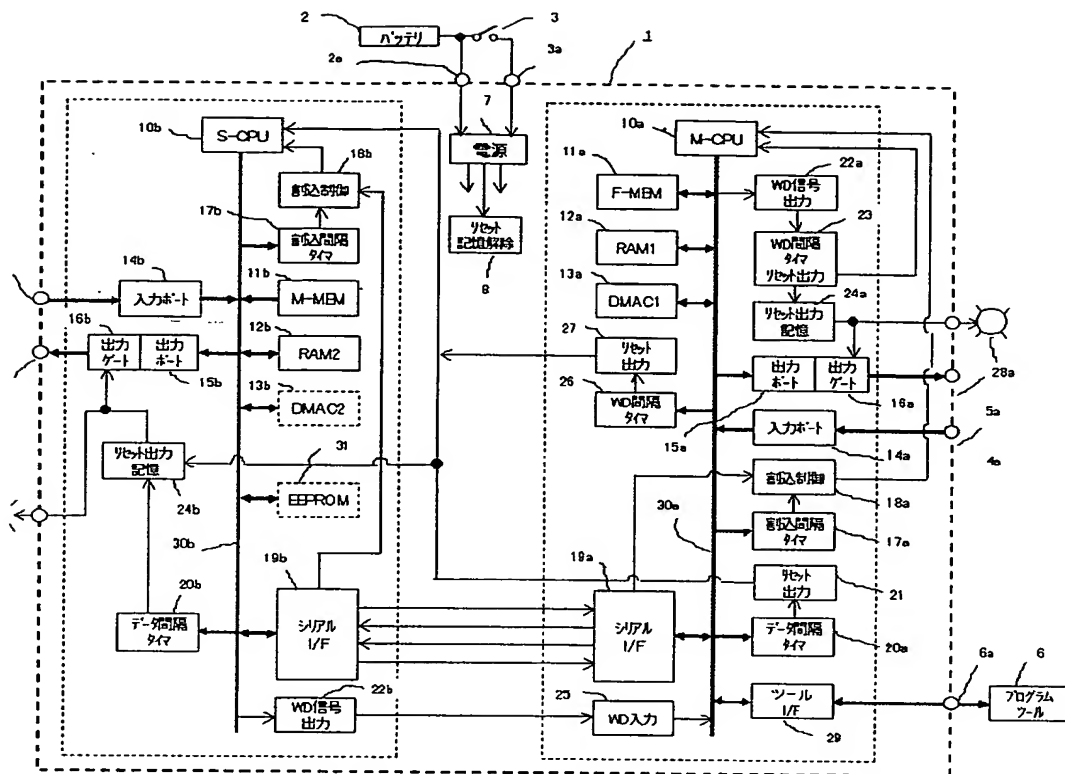 2
バッテリ
3
1
2a
3a
7
電源
リセット
記憶解除
8
10b
S-CPU
18b
割込制御
17b
割込間隔
タイマ
14b
入力ポート
11b
M-MEM
16b
出力
ゲート
出力
ポート
15b
12b
RAM2
13b
DMAC2
リセット出力
記憶
24b
31
EEPROM
30b
19b
シリアル
I/F
20b
データ間隔
タイマ
22b
WD信号
出力
10a
M-CPU
11a
F-MEM
22a
WD信号
出力
12a
RAM1
23
WD間隔
タイマ
リセット出力
13a
DMAC1
24a
リセット出力
記憶
27
リセット
出力
26
WD間隔
タイマ
28a
出力
ポート
出力
ゲート
15a
16a
5a
入力ポート
14a
4a
割込制御
18a
30a
割込間隔
タイマ
17a
19a
シリアル
I/F
リセット
出力
21
データ間隔
タイマ
20a
25
WD入力
ツール
I/F
29
6a
6
プログラム
ツール